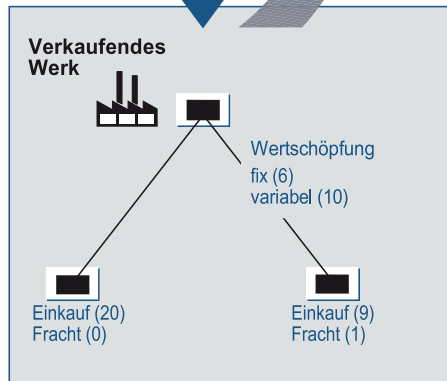 Verkaufendes
Werk
Wertschöpfung
fix (6)
variabel (10)
Einkauf (20)
Fracht (0)
Einkauf (9)
Fracht (1)